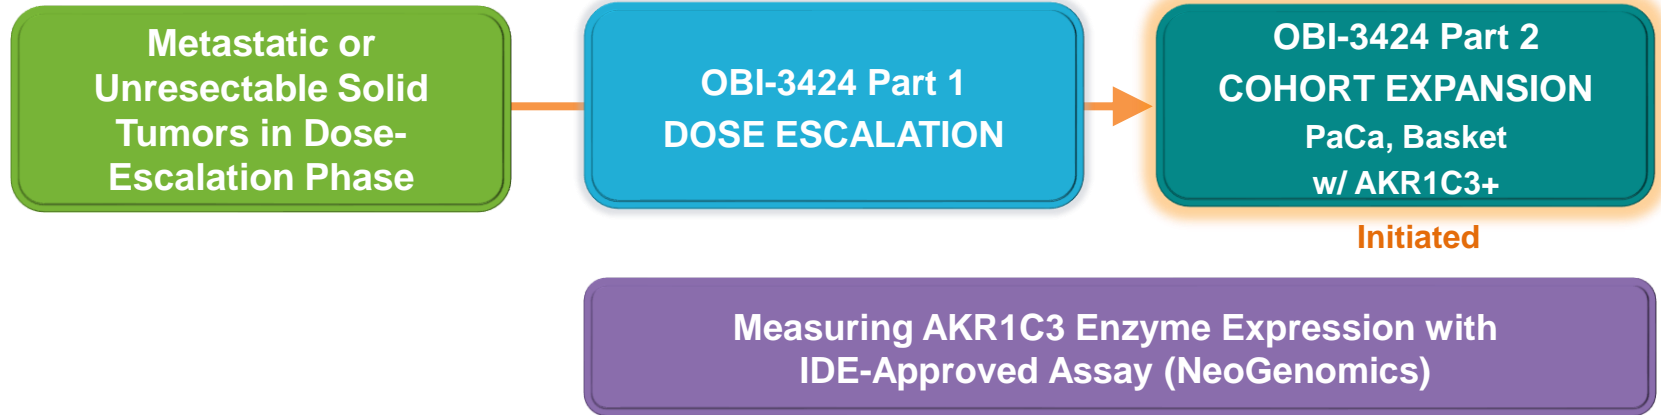 Metastatic or
Unresectable Solid
Tumors in Dose-
Escalation Phase
OBI-3424 Part 1
DOSE ESCALATION
OBI-3424 Part 2
COHORT EXPANSION
PaCa, Basket
w/ AKR1C3+
Initiated
Measuring AKR1C3 Enzyme Expression with
IDE-Approved Assay (NeoGenomics)